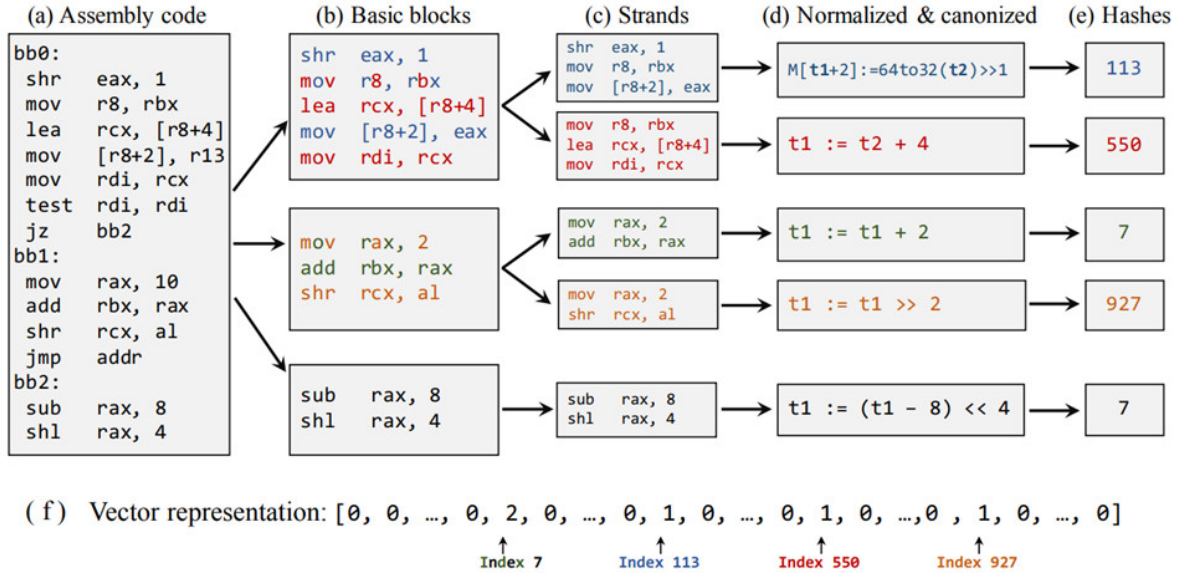 (a) Assembly code
bb0:
shr eax, 1
mov r8, rbx
lea rcx, [r8+4]
mov [r8+2], r13
mov rdi, rcx
test rdi, rdi
jz bb2
bb1:
mov rax, 10
add rbx, rax
shr rcx, al
jmp addr
bb2:
sub rax, 8
shl rax, 4
(b) Basic blocks
shr eax, 1
mov r8, rbx
lea rcx, [r8+4]
mov [r8+2], eax
mov rdi, rcx
mov rax, 2
add rbx, rax
shr rcx, al
sub rax, 8
shl rax, 4
(c) Strands
shr eax, 1
mov r8, rbx
mov [r8+2], eax
mov r8, rbx
lea rcx, [r8+4]
mov rdi, rcx
mov rax, 2
add rbx, rax
mov rax, 2
shr rcx, al
sub rax, 8
shl rax, 4
(d) Normalized & canonized
M[t1+2]:=64to32(t2)>>1
t1 := t2 + 4
t1 := t1 + 2
t1 := t1 >> 2
t1 := (t1 – 8) << 4
(e) Hashes
113
550
7
927
7
(f) Vector representation: [0, 0, …, 0, 2, 0, …, 0, 1, 0, …, 0, 1, 0, …,0 , 1, 0, …, 0]
Index 7 Index 113 Index 550 Index 927